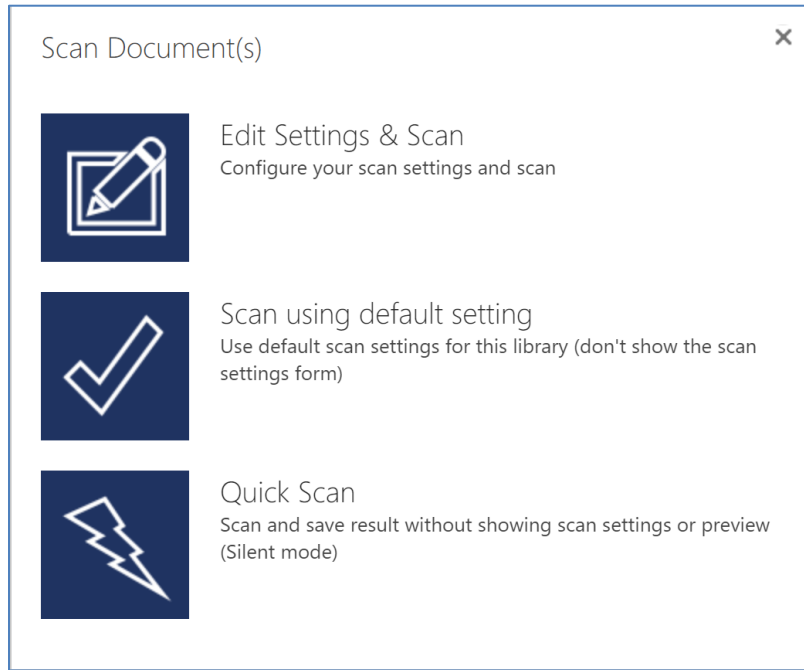 Scan Document(s)
Edit Settings & Scan
Configure your scan settings and scan
Scan using default setting
Use default scan settings for this library (don't show the scan
settings form)
Quick Scan
Scan and save result without showing scan settings or preview
(Silent mode)